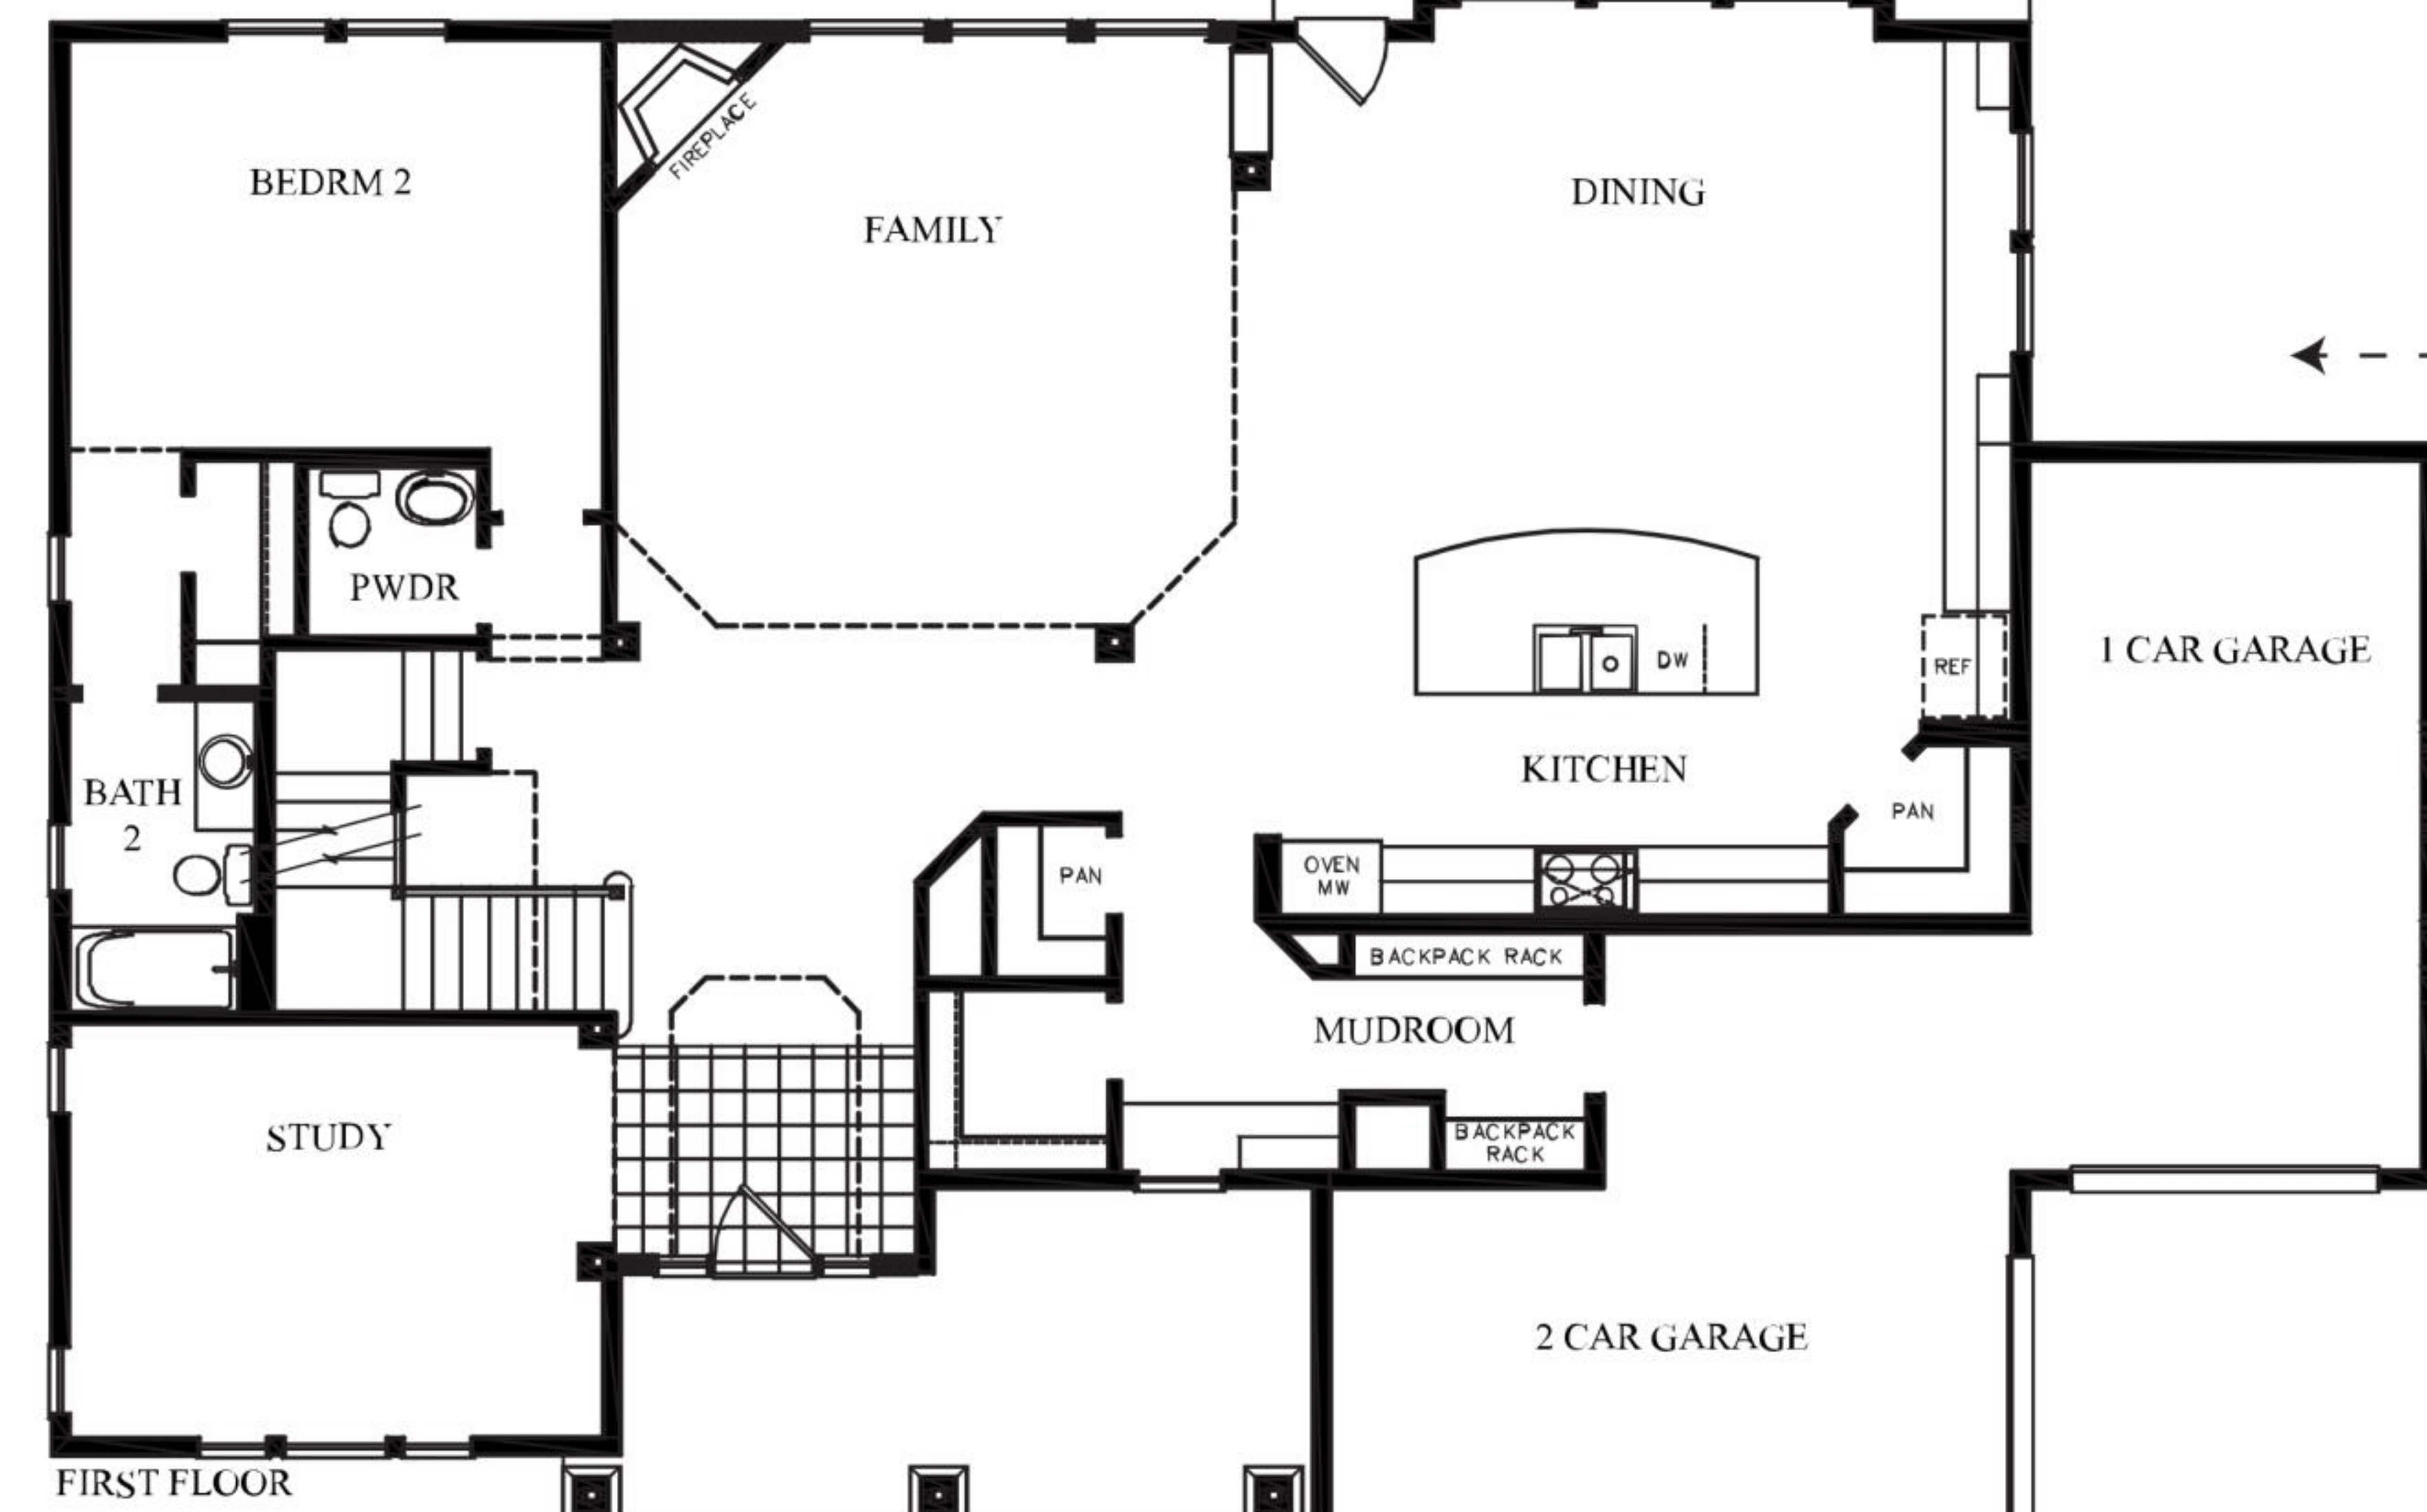 BEDRM 2
FIREPLACE
FAMILY
DINING
PWDR
DW
REF
1 CAR GARAGE
KITCHEN
BATH
2
PAN
PAN
OVEN
MW
BACKPACK RACK
MUDROOM
STUDY
BACKPACK
RACK
2 CAR GARAGE
FIRST FLOOR